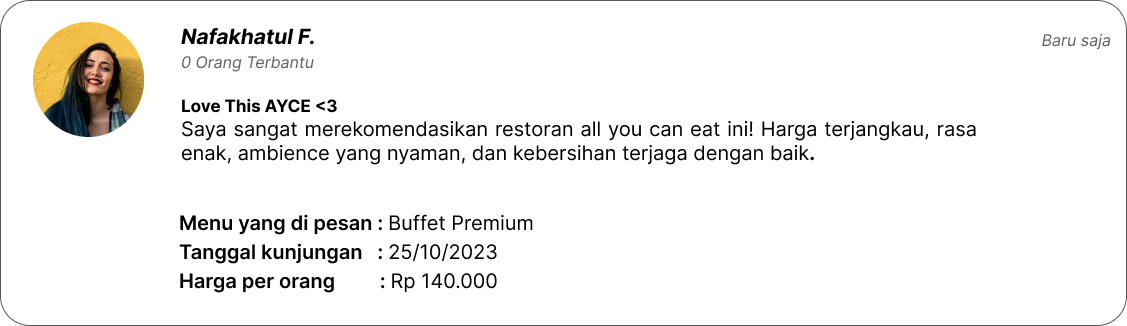 Nafakhatul F.
Baru saja
0 Orang Terbantu
Love This AYCE <3
Saya sangat merekomendasikan restoran all you can eat ini! Harga terjangkau, rasa
enak, ambience yang nyaman, dan kebersihan terjaga dengan baik.
Menu yang di pesan : Buffet Premium
Tanggal kunjungan : 25/10/2023
Harga per orang : Rp 140.000